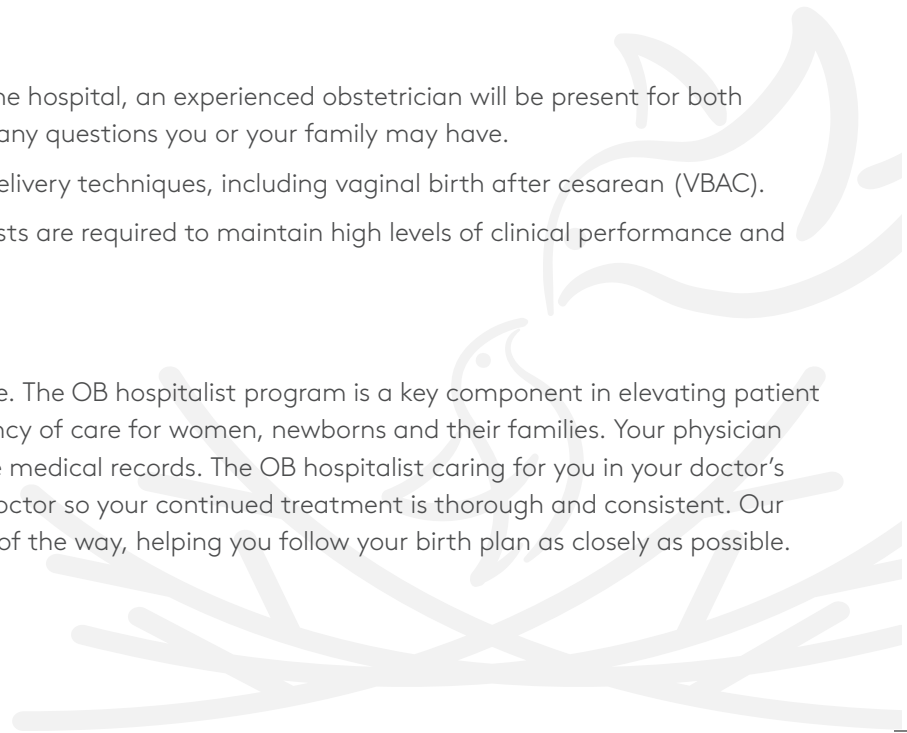 he hospital, an experienced obstetrician will be present for both
any questions you or your family may have.
elivery techniques, including vaginal birth after cesarean (VBAC).
sts are required to maintain high levels of clinical performance and
e. The OB hospitalist program is a key component in elevating patient
ncy of care for women, newborns and their families. Your physician
e medical records. The OB hospitalist caring for you in your doctor’s
octor so your continued treatment is thorough and consistent. Our
of the way, helping you follow your birth plan as closely as possible.